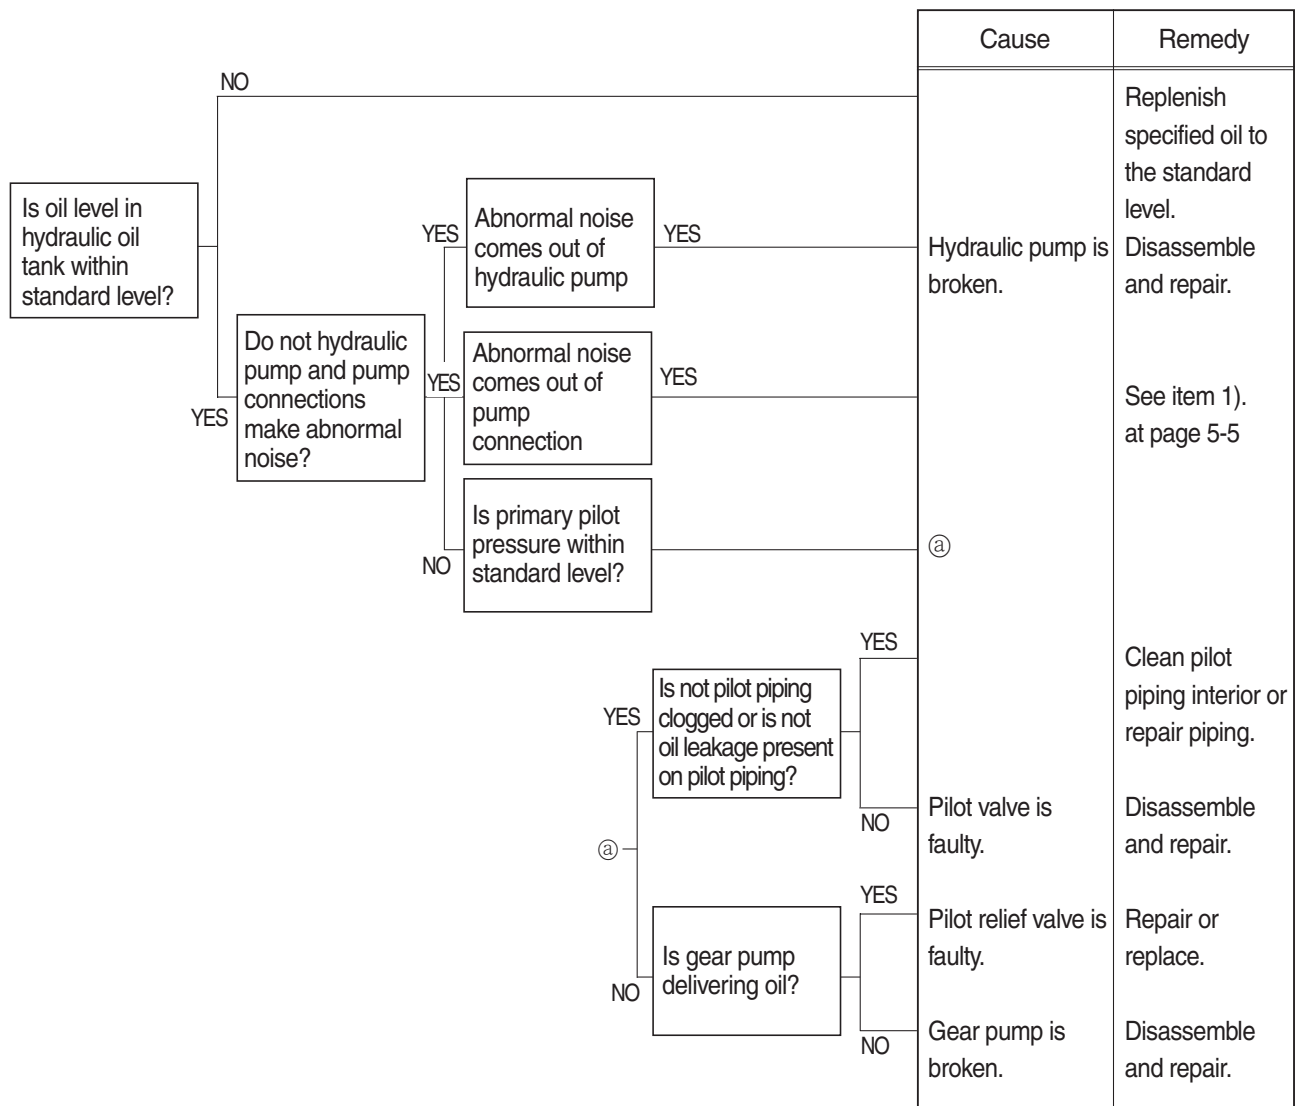 Cause
Remedy
NO
Replenish
specified oil to
the standard
level.
Is oil level in
hydraulic oil
tank within
standard level?
YES
Abnormal noise
comes out of
hydraulic pump
YES
Hydraulic pump is
broken.
Disassemble
and repair.
YES
Do not hydraulic
pump and pump
connections
make abnormal
noise?
YES
Abnormal noise
comes out of
pump
connection
YES
See item 1).
at page 5-5
NO
Is primary pilot
pressure within
standard level?
ⓐ
YES
Is not pilot piping
clogged or is not
oil leakage present
on pilot piping?
YES
Clean pilot
piping interior or
repair piping.
NO
Pilot valve is
faulty.
Disassemble
and repair.
ⓐ
NO
Is gear pump
delivering oil?
YES
Pilot relief valve is
faulty.
Repair or
replace.
NO
Gear pump is
broken.
Disassemble
and repair.